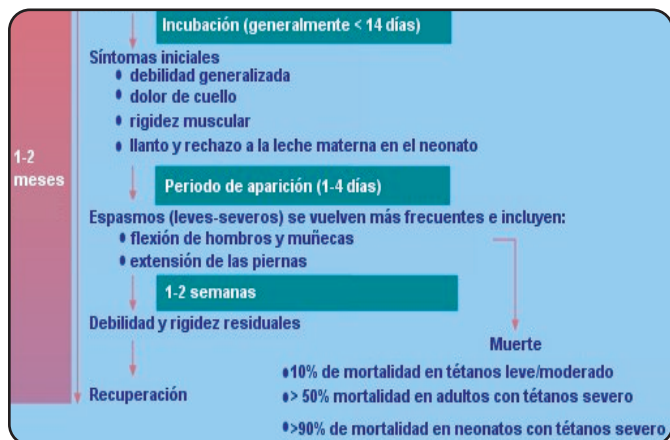 Incubación (generalmente < 14 días)
Síntomas iniciales
• debilidad generalizada
• dolor de cuello
• rigidez muscular
• llanto y rechazo a la leche materna en el neonato
1-2
meses
Periodo de aparición (1-4 días)
Espasmos (leves-severos) se vuelven más frecuentes e incluyen:
• flexión de hombros y muñecas
• extensión de las piernas
1-2 semanas
Debilidad y rigidez residuales
Muerte
•10% de mortalidad en tétanos leve/moderado
Recuperación
•> 50% mortalidad en adultos con tétanos severo
•>90% de mortalidad en neonatos con tétanos severo